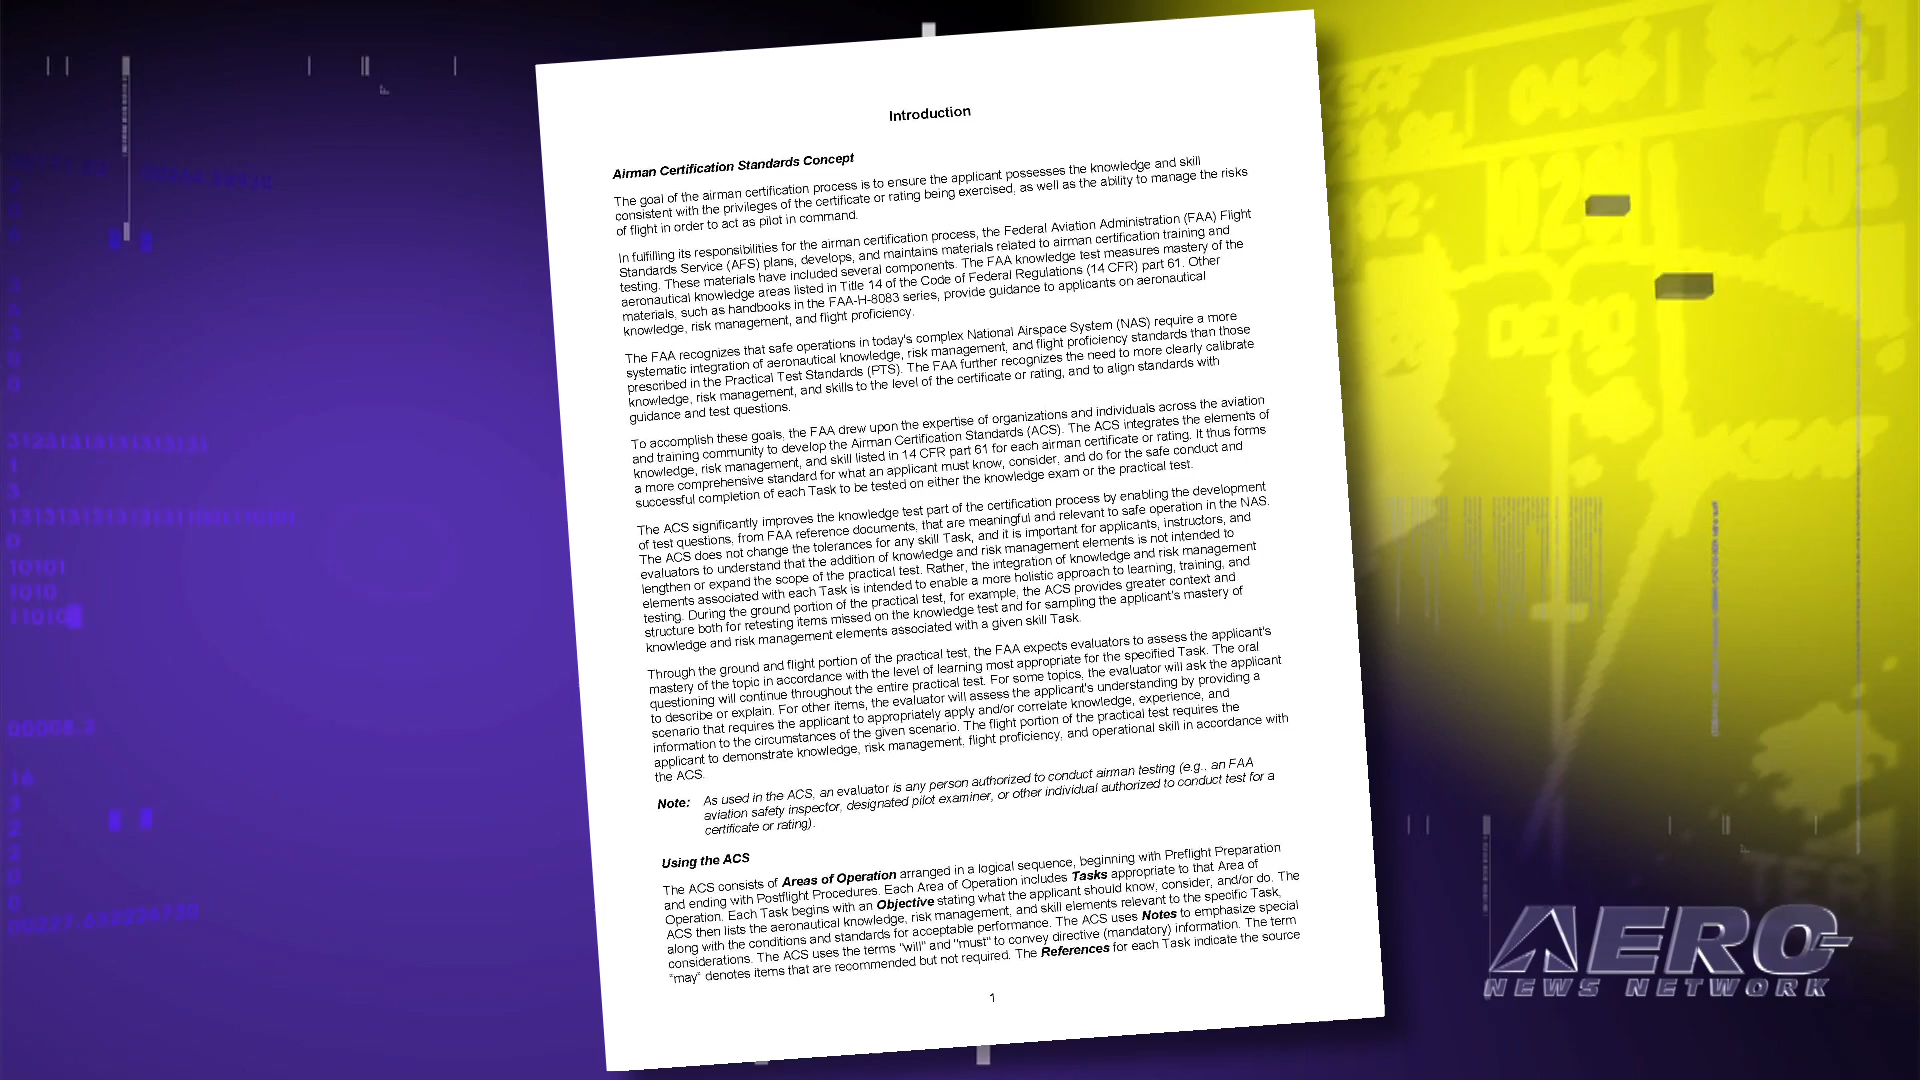 Introduction
Airman Certification Standards Concept
The goal of the airman certification process is to ensure the applicant possesses the knowledge and skill
consistent with the privileges of the certificate or rating being exercised, as well as the ability to manage the risks
of flight in order to act as pilot in command.
In fulfilling its responsibilities for the airman certification process, the Federal Aviation Administration (FAA) Flight
Standards Service (AFS) plans, develops, and maintains materials related to airman certification training and
testing. These materials have included several components. The FAA knowledge test measures mastery of the
aeronautical knowledge areas listed in Title 14 of the Code of Federal Regulations (14 CFR) part 61. Other
materials, such as handbooks in the FAA-H-8083 series, provide guidance to applicants on aeronautical
knowledge, risk management, and flight proficiency.
The FAA recognizes that safe operations in today's complex National Airspace System (NAS) require a more
systematic integration of aeronautical knowledge, risk management, and flight proficiency standards than those
prescribed in the Practical Test Standards (PTS). The FAA further recognizes the need to more clearly calibrate
knowledge, risk management, and skills to the level of the certificate or rating, and to align standards with
guidance and test questions.
To accomplish these goals, the FAA drew upon the expertise of organizations and individuals across the aviation
and training community to develop the Airman Certification Standards (ACS). The ACS integrates the elements of
knowledge, risk management, and skill listed in 14 CFR part 61 for each airman certificate or rating. It thus forms
a more comprehensive standard for what an applicant must know, consider, and do for the safe conduct and
successful completion of each Task to be tested on either the knowledge exam or the practical test.
The ACS significantly improves the knowledge test part of the certification process by enabling the development
of test questions, from FAA reference documents, that are meaningful and relevant to safe operation in the NAS.
The ACS does not change the tolerances for any skill Task, and it is important for applicants, instructors, and
evaluators to understand that the addition of knowledge and risk management elements is not intended to
lengthen or expand the scope of the practical test. Rather, the integration of knowledge and risk management
elements associated with each Task is intended to enable a more holistic approach to learning, training, and
testing. During the ground portion of the practical test, for example, the ACS provides greater context and
structure both for retesting items missed on the knowledge test and for sampling the applicant's mastery of
knowledge and risk management elements associated with a given skill Task.
Through the ground and flight portion of the practical test, the FAA expects evaluators to assess the applicant's
mastery of the topic in accordance with the level of learning most appropriate for the specified Task. The oral
questioning will continue throughout the entire practical test. For some topics, the evaluator will ask the applicant
to describe or explain. For other items, the evaluator will assess the applicant's understanding by providing a
scenario that requires the applicant to appropriately apply and/or correlate knowledge, experience, and
information to the circumstances of the given scenario. The flight portion of the practical test requires the
applicant to demonstrate knowledge, risk management, flight proficiency, and operational skill in accordance with
the ACS.
Note: As used in the ACS, an evaluator is any person authorized to conduct airman testing (e.g., an FAA
aviation safety inspector, designated pilot examiner, or other individual authorized to conduct test for a
certificate or rating).
Using the ACS
The ACS consists of Areas of Operation arranged in a logical sequence, beginning with Preflight Preparation
and ending with Postflight Procedures. Each Area of Operation includes Tasks appropriate to that Area of
Operation. Each Task begins with an Objective stating what the applicant should know, consider, and/or do. The
ACS then lists the aeronautical knowledge, risk management, and skill elements relevant to the specific Task,
along with the conditions and standards for acceptable performance. The ACS uses Notes to emphasize special
considerations. The ACS uses the terms "will" and "must" to convey directive (mandatory) information. The term
"may" denotes items that are recommended but not required. The References for each Task indicate the source
1
10101
1010
DEMO
AERO
NEWS NETWORK